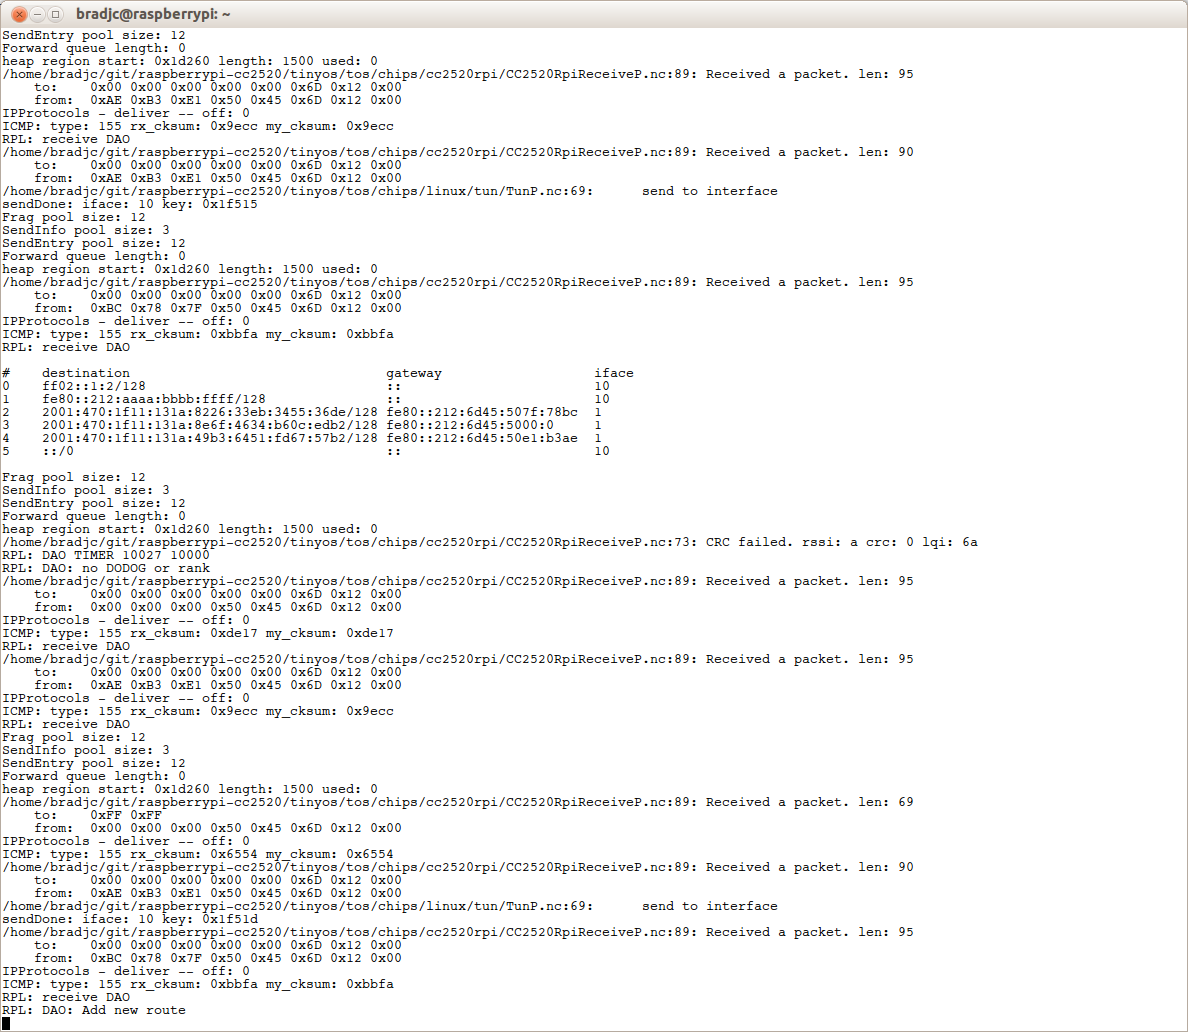 bradjc@raspberrypi: ~
SendEntry pool size: 12
Forward queue length: 0
heap region start: 0x1d260 length: 1500 used: 0
/home/bradjc/git/raspberrypi-cc2520/tinyos/tos/chips/cc2520rpi/CC2520RpiReceiveP.nc:89: Received a packet. len: 95
    to:    0x00 0x00 0x00 0x00 0x00 0x6D 0x12 0x00
    from:  0xAE 0xB3 0xE1 0x50 0x45 0x6D 0x12 0x00
IPProtocols - deliver -- off: 0
ICMP: type: 155 rx_cksum: 0x9ecc my_cksum: 0x9ecc
RPL: receive DAO
/home/bradjc/git/raspberrypi-cc2520/tinyos/tos/chips/cc2520rpi/CC2520RpiReceiveP.nc:89: Received a packet. len: 90
    to:    0x00 0x00 0x00 0x00 0x00 0x6D 0x12 0x00
    from:  0xAE 0xB3 0xE1 0x50 0x45 0x6D 0x12 0x00
/home/bradjc/git/raspberrypi-cc2520/tinyos/tos/chips/linux/tun/TunP.nc:69:      send to interface
sendDone: iface: 10 key: 0x1f515
Frag pool size: 12
SendInfo pool size: 3
SendEntry pool size: 12
Forward queue length: 0
heap region start: 0x1d260 length: 1500 used: 0
/home/bradjc/git/raspberrypi-cc2520/tinyos/tos/chips/cc2520rpi/CC2520RpiReceiveP.nc:89: Received a packet. len: 95
    to:    0x00 0x00 0x00 0x00 0x00 0x6D 0x12 0x00
    from:  0xBC 0x78 0x7F 0x50 0x45 0x6D 0x12 0x00
IPProtocols - deliver -- off: 0
ICMP: type: 155 rx_cksum: 0xbbfa my_cksum: 0xbbfa
RPL: receive DAO
#    destination                                gateway                   iface
0    ff02::1:2/128                              ::                        10
1    fe80::212:aaaa:bbbb:ffff/128               ::                        10
2    2001:470:1f11:131a:8226:33eb:3455:36de/128 fe80::212:6d45:507f:78bc  1
3    2001:470:1f11:131a:8e6f:4634:b60c:edb2/128 fe80::212:6d45:5000:0     1
4    2001:470:1f11:131a:49b3:6451:fd67:57b2/128 fe80::212:6d45:50e1:b3ae  1
5    ::/0                                       ::                        10
Frag pool size: 12
SendInfo pool size: 3
SendEntry pool size: 12
Forward queue length: 0
heap region start: 0x1d260 length: 1500 used: 0
/home/bradjc/git/raspberrypi-cc2520/tinyos/tos/chips/cc2520rpi/CC2520RpiReceiveP.nc:73: CRC failed. rssi: a crc: 0 lqi: 6a
RPL: DAO TIMER 10027 10000
RPL: DAO: no DODOG or rank
/home/bradjc/git/raspberrypi-cc2520/tinyos/tos/chips/cc2520rpi/CC2520RpiReceiveP.nc:89: Received a packet. len: 95
    to:    0x00 0x00 0x00 0x00 0x00 0x6D 0x12 0x00
    from:  0x00 0x00 0x00 0x50 0x45 0x6D 0x12 0x00
IPProtocols - deliver -- off: 0
ICMP: type: 155 rx_cksum: 0xde17 my_cksum: 0xde17
RPL: receive DAO
/home/bradjc/git/raspberrypi-cc2520/tinyos/tos/chips/cc2520rpi/CC2520RpiReceiveP.nc:89: Received a packet. len: 95
    to:    0x00 0x00 0x00 0x00 0x00 0x6D 0x12 0x00
    from:  0xAE 0xB3 0xE1 0x50 0x45 0x6D 0x12 0x00
IPProtocols - deliver -- off: 0
ICMP: type: 155 rx_cksum: 0x9ecc my_cksum: 0x9ecc
RPL: receive DAO
Frag pool size: 12
SendInfo pool size: 3
SendEntry pool size: 12
Forward queue length: 0
heap region start: 0x1d260 length: 1500 used: 0
/home/bradjc/git/raspberrypi-cc2520/tinyos/tos/chips/cc2520rpi/CC2520RpiReceiveP.nc:89: Received a packet. len: 69
    to:    0xFF 0xFF
    from:  0x00 0x00 0x00 0x50 0x45 0x6D 0x12 0x00
IPProtocols - deliver -- off: 0
ICMP: type: 155 rx_cksum: 0x6554 my_cksum: 0x6554
/home/bradjc/git/raspberrypi-cc2520/tinyos/tos/chips/cc2520rpi/CC2520RpiReceiveP.nc:89: Received a packet. len: 90
    to:    0x00 0x00 0x00 0x00 0x00 0x6D 0x12 0x00
    from:  0xAE 0xB3 0xE1 0x50 0x45 0x6D 0x12 0x00
/home/bradjc/git/raspberrypi-cc2520/tinyos/tos/chips/linux/tun/TunP.nc:69:      send to interface
sendDone: iface: 10 key: 0x1f51d
/home/bradjc/git/raspberrypi-cc2520/tinyos/tos/chips/cc2520rpi/CC2520RpiReceiveP.nc:89: Received a packet. len: 95
    to:    0x00 0x00 0x00 0x00 0x00 0x6D 0x12 0x00
    from:  0xBC 0x78 0x7F 0x50 0x45 0x6D 0x12 0x00
IPProtocols - deliver -- off: 0
ICMP: type: 155 rx_cksum: 0xbbfa my_cksum: 0xbbfa
RPL: receive DAO
RPL: DAO: Add new route